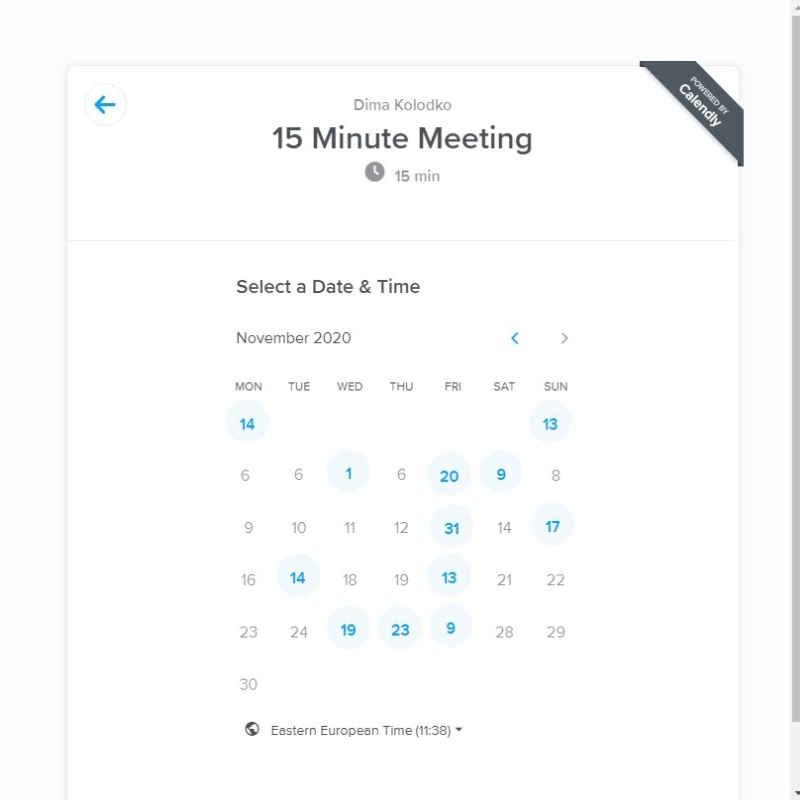 POWERED BY
Calendly
Dima Kolodko
15 Minute Meeting
15 min
Select a Date & Time
November 2020
MON TUE WED THU FRI SAT SUN
14 13
6 6 1 6 20 9 8
9 10 11 12 31 14 17
16 14 18 19 13 21 22
23 24 19 23 9 28 29
30
Eastern European Time (11:38)